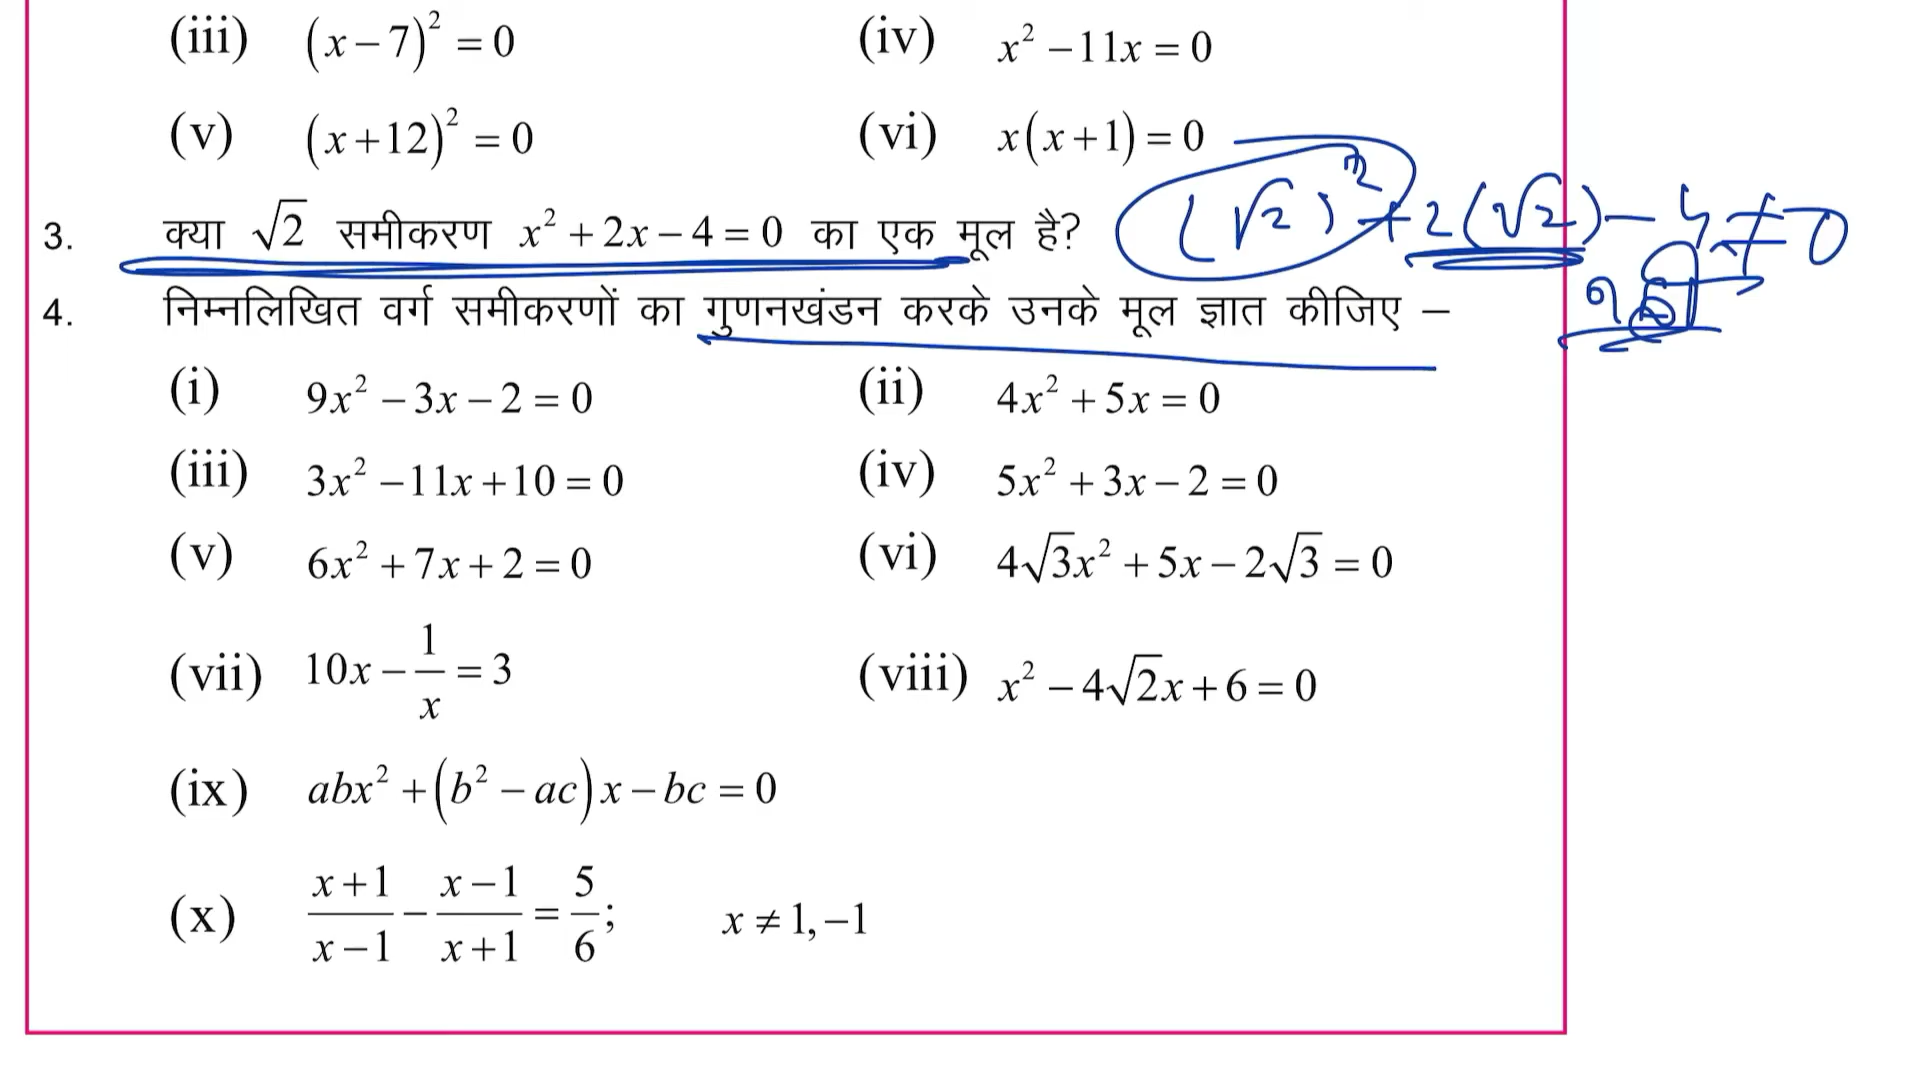 (iii) (x−7)² = 0 (iv) x² −11x = 0
(v) (x+12)² = 0 (vi) x(x+1) = 0
3. क्या √2 समीकरण x² + 2x − 4 = 0 का एक मूल है? (√2)² + 2(√2) − 4 ≠ 0
नहीं
4. निम्नलिखित वर्ग समीकरणों का गुणनखंडन करके उनके मूल ज्ञात कीजिए −
(i) 9x² − 3x − 2 = 0 (ii) 4x² + 5x = 0
(iii) 3x² −11x +10 = 0 (iv) 5x² + 3x − 2 = 0
(v) 6x² + 7x + 2 = 0 (vi) 4√3x² + 5x − 2√3 = 0
(vii) 10x − 1/x = 3 (viii) x² − 4√2x + 6 = 0
(ix) abx² + (b² − ac)x − bc = 0
(x) (x+1)/(x−1) − (x−1)/(x+1) = 5/6; x ≠ 1, −1